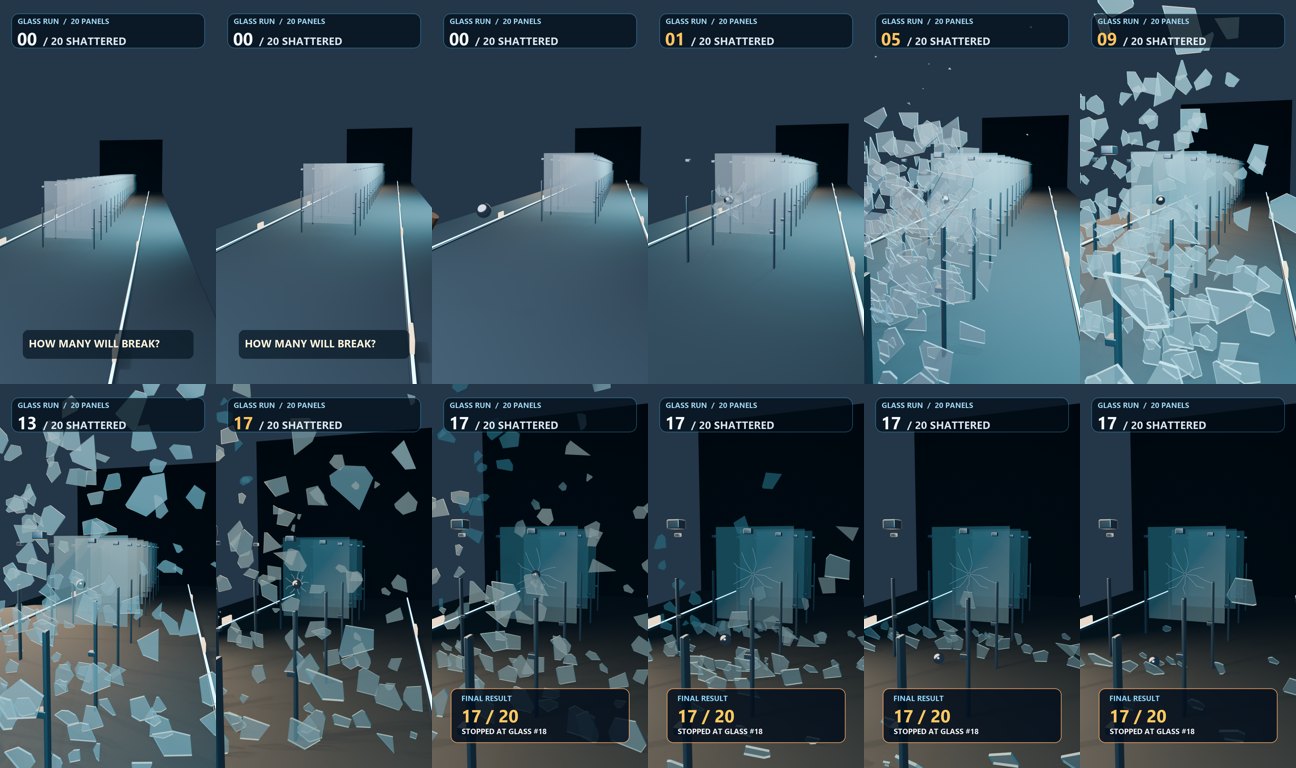 GLASS RUN / 20 PANELS
00 / 20 SHATTERED
HOW MANY WILL BREAK?
GLASS RUN / 20 PANELS
00 / 20 SHATTERED
HOW MANY WILL BREAK?
GLASS RUN / 20 PANELS
00 / 20 SHATTERED
GLASS RUN / 20 PANELS
01 / 20 SHATTERED
GLASS RUN / 20 PANELS
05 / 20 SHATTERED
GLASS RUN / 20 PANELS
09 / 20 SHATTERED
GLASS RUN / 20 PANELS
13 / 20 SHATTERED
GLASS RUN / 20 PANELS
17 / 20 SHATTERED
GLASS RUN / 20 PANELS
17 / 20 SHATTERED
FINAL RESULT
17 / 20
STOPPED AT GLASS #18
GLASS RUN / 20 PANELS
17 / 20 SHATTERED
FINAL RESULT
17 / 20
STOPPED AT GLASS #18
GLASS RUN / 20 PANELS
17 / 20 SHATTERED
FINAL RESULT
17 / 20
STOPPED AT GLASS #18
GLASS RUN / 20 PANELS
17 / 20 SHATTERED
FINAL RESULT
17 / 20
STOPPED AT GLASS #18